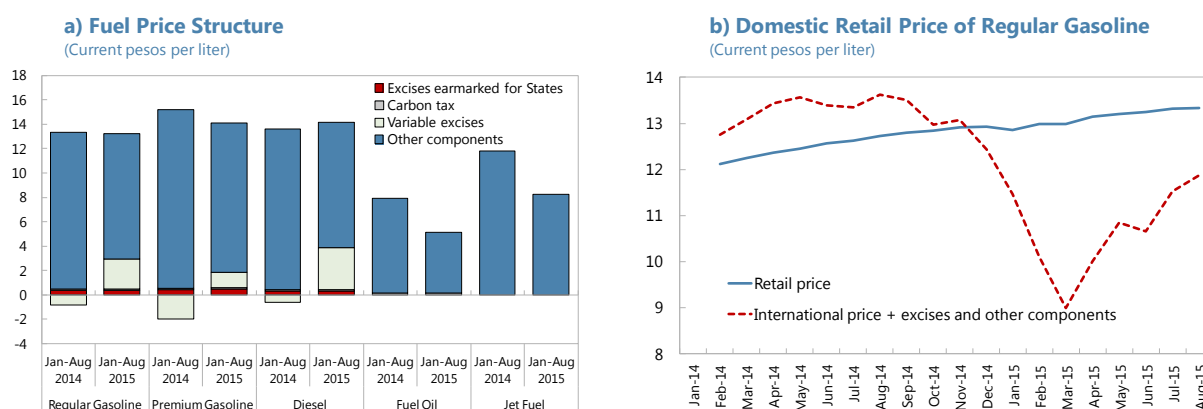 a) Fuel Price Structure
(Current pesos per liter)
18
16
14
12
10
8
6
4
2
0
-2
-4
Excises earmarked for States
Carbon tax
Variable excises
Other components
Jan-Aug 2014
Jan-Aug 2015
Jan-Aug 2014
Jan-Aug 2015
Jan-Aug 2014
Jan-Aug 2015
Jan-Aug 2014
Jan-Aug 2015
Jan-Aug 2014
Jan-Aug 2015
Regular Gasoline
Premium Gasoline
Diesel
Fuel Oil
Jet Fuel
b) Domestic Retail Price of Regular Gasoline
(Current pesos per liter)
14
13
12
11
10
9
8
Retail price
International price + excises and other components
Jan-14
Feb-14
Mar-14
Apr-14
May-14
Jun-14
Jul-14
Aug-14
Sep-14
Oct-14
Nov-14
Dec-14
Jan-15
Feb-15
Mar-15
Apr-15
May-15
Jun-15
Jul-15
Aug-15